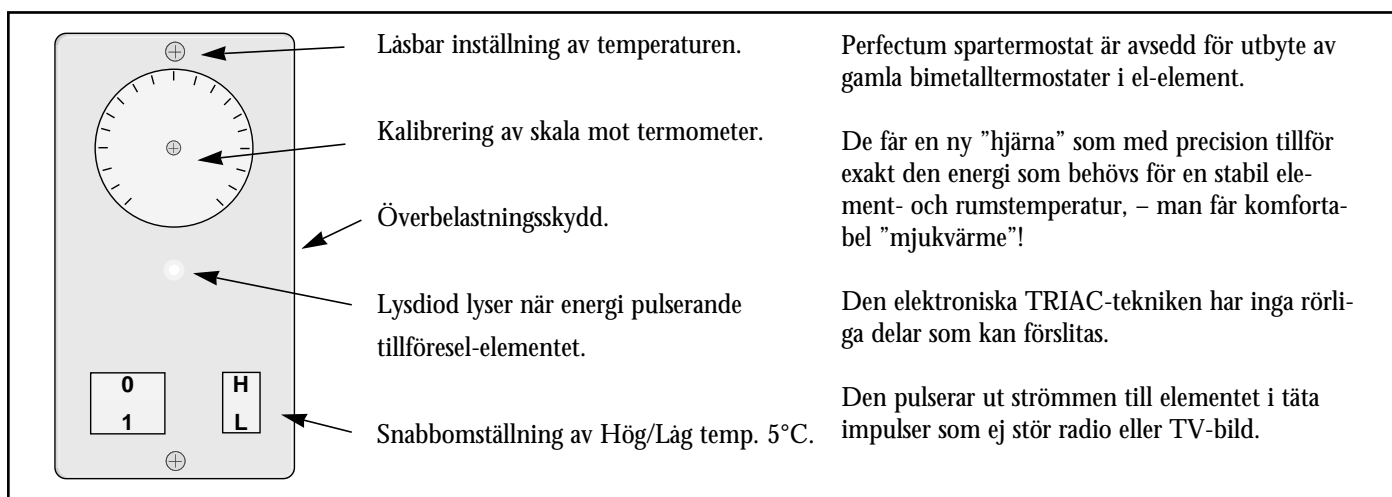 Låsbar inställning av temperaturen.
Kalibrering av skala mot termometer.
Överbelastningsskydd.
Lysdiod lyser när energi pulserande
tillföresel-elementet.
0
1
H
L
Snabbomställning av Hög/Låg temp. 5°C.
Perfectum spartermostat är avsedd för utbyte av
gamla bimetalltermostater i el-element.
De får en ny ”hjärna” som med precision tillför
exakt den energi som behövs för en stabil ele-
ment- och rumstemperatur, – man får komforta-
bel ”mjukvärme”!
Den elektroniska TRIAC-tekniken har inga rörli-
ga delar som kan förslitas.
Den pulserar ut strömmen till elementet i täta
impulser som ej stör radio eller TV-bild.